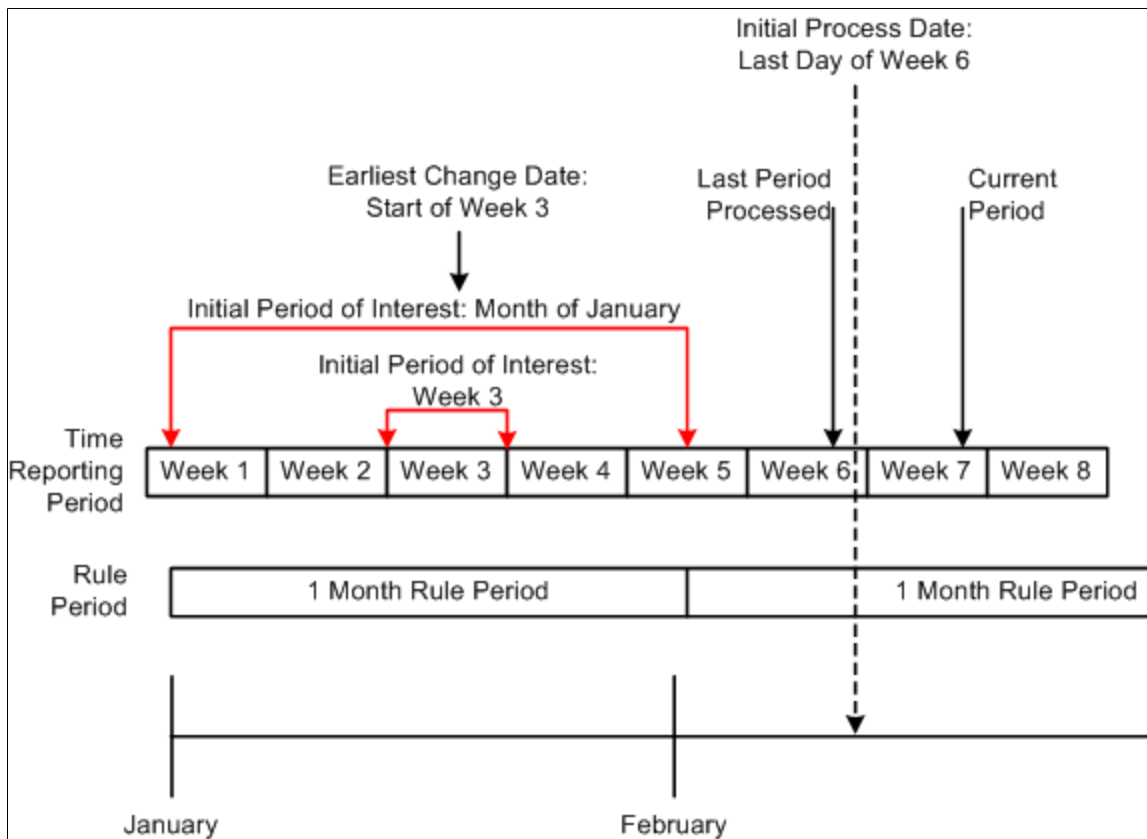 Initial Process Date:
Last Day of Week 6
Earliest Change Date:
Start of Week 3
Last Period
Processed
Current
Period
Initial Period of Interest: Month of January
Initial Period of Interest:
Week 3
Time
Reporting
Period
Week 1 Week 2 Week 3 Week 4 Week 5 Week 6 Week 7 Week 8
Rule
Period
1 Month Rule Period 1 Month Rule Period
January February